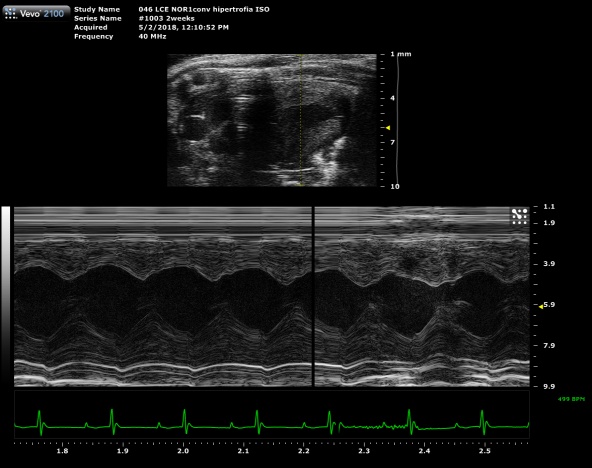 Vevo 2100
Study Name 046 LCE NOR1conv hipertrofia ISO
Series Name #1003 2weeks
Acquired 5/2/2018, 12:10:52 PM
Frequency 40 MHz
1 mm
4
7
10
1.1
1.9
3.9
5.9
7.9
9.9
499 BPM
1.8 1.9 2.0 2.1 2.2 2.3 2.4 2.5